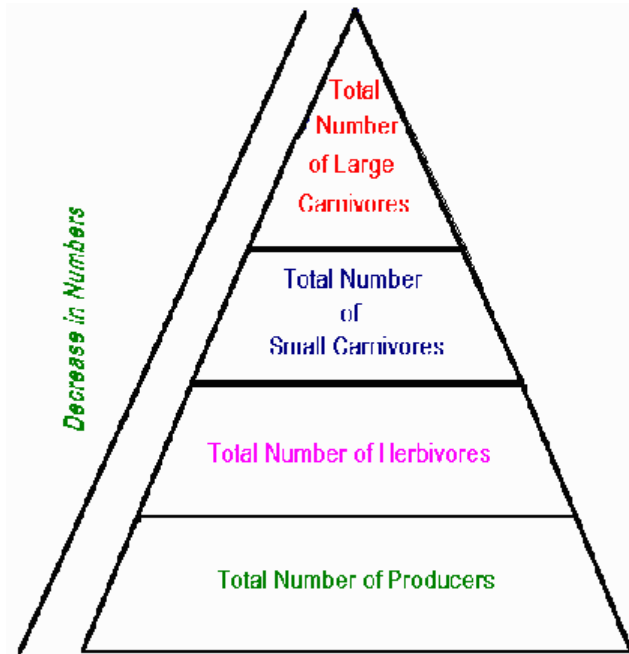 Total
Number
of Large
Carnivores
Total Number
of
Small Carnivores
Total Number of Herbivores
Total Number of Producers
Decrease in Numbers